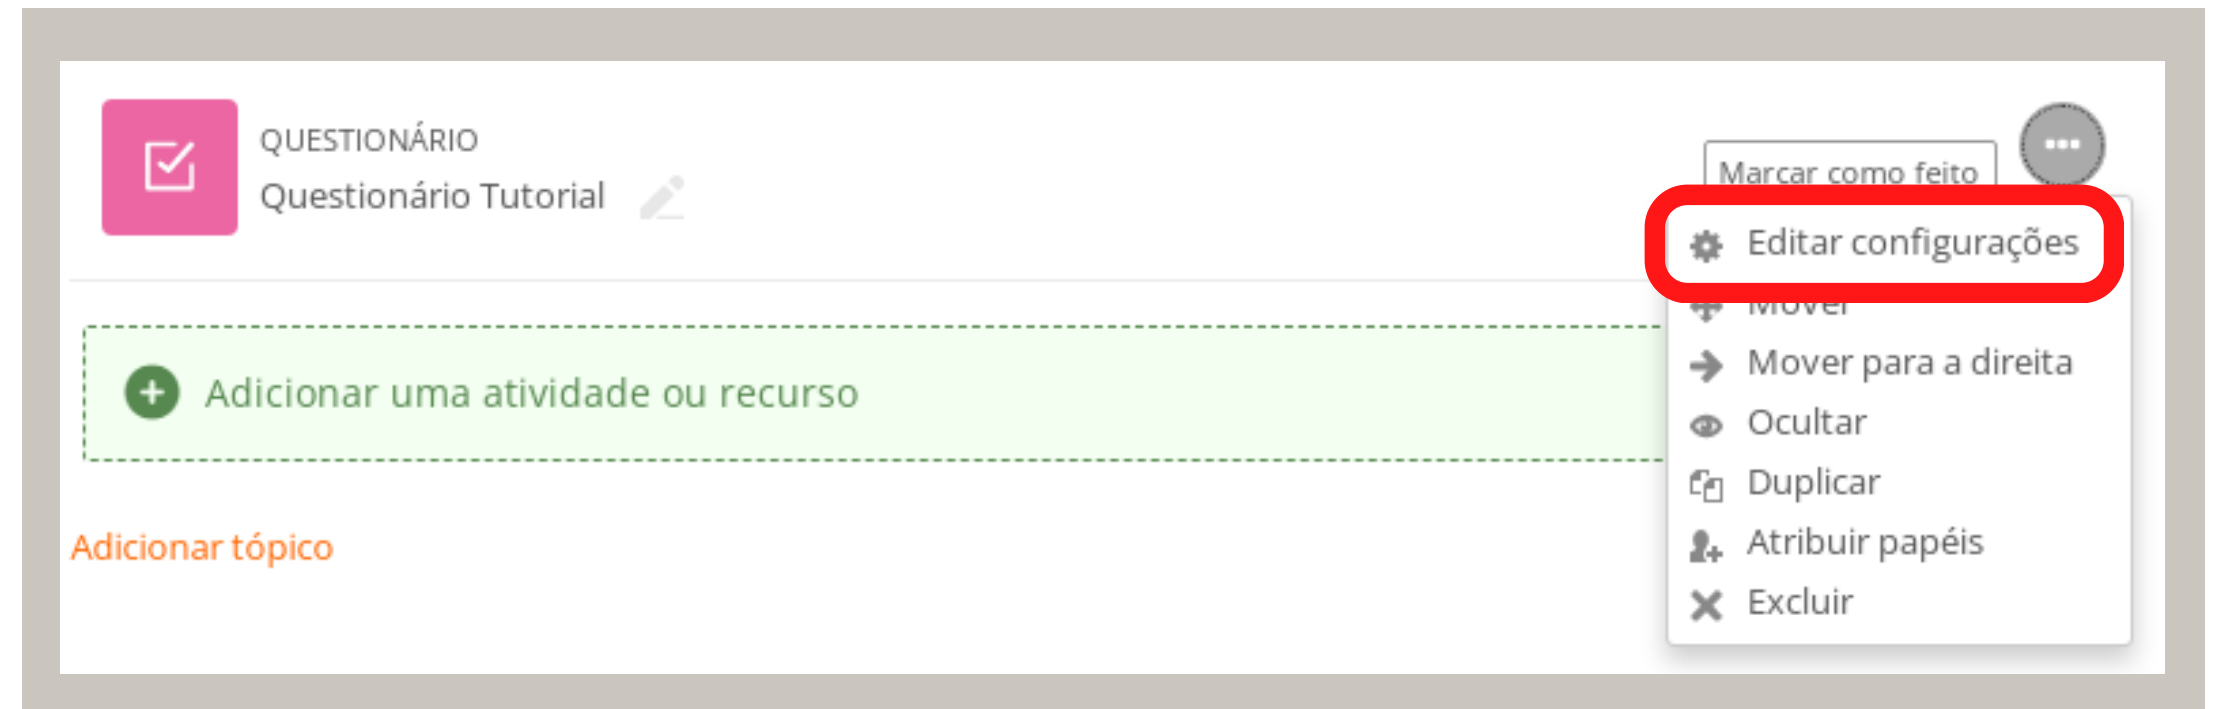 QUESTIONÁRIO
Questionário Tutorial
Marcar como feito
Editar configurações
Mover
Mover para a direita
Ocultar
Duplicar
Atribuir papéis
Excluir
Adicionar uma atividade ou recurso
Adicionar tópico